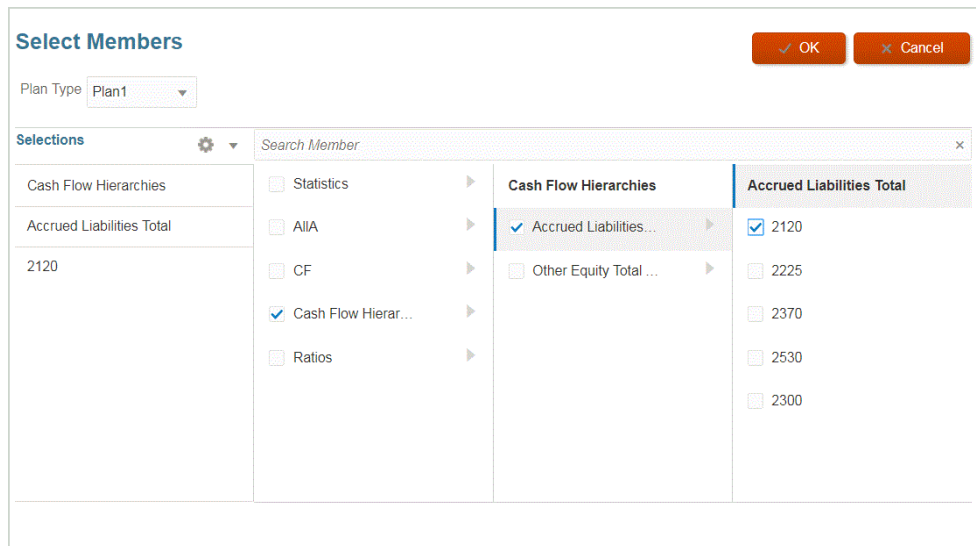 Select Members
OK
Cancel
Plan Type
Plan1
Selections
Search Member
Cash Flow Hierarchies
Accrued Liabilities Total
2120
Statistics
AllA
CF
Cash Flow Hierar...
Ratios
Cash Flow Hierarchies
Accrued Liabilities...
Other Equity Total ...
Accrued Liabilities Total
2120
2225
2370
2530
2300